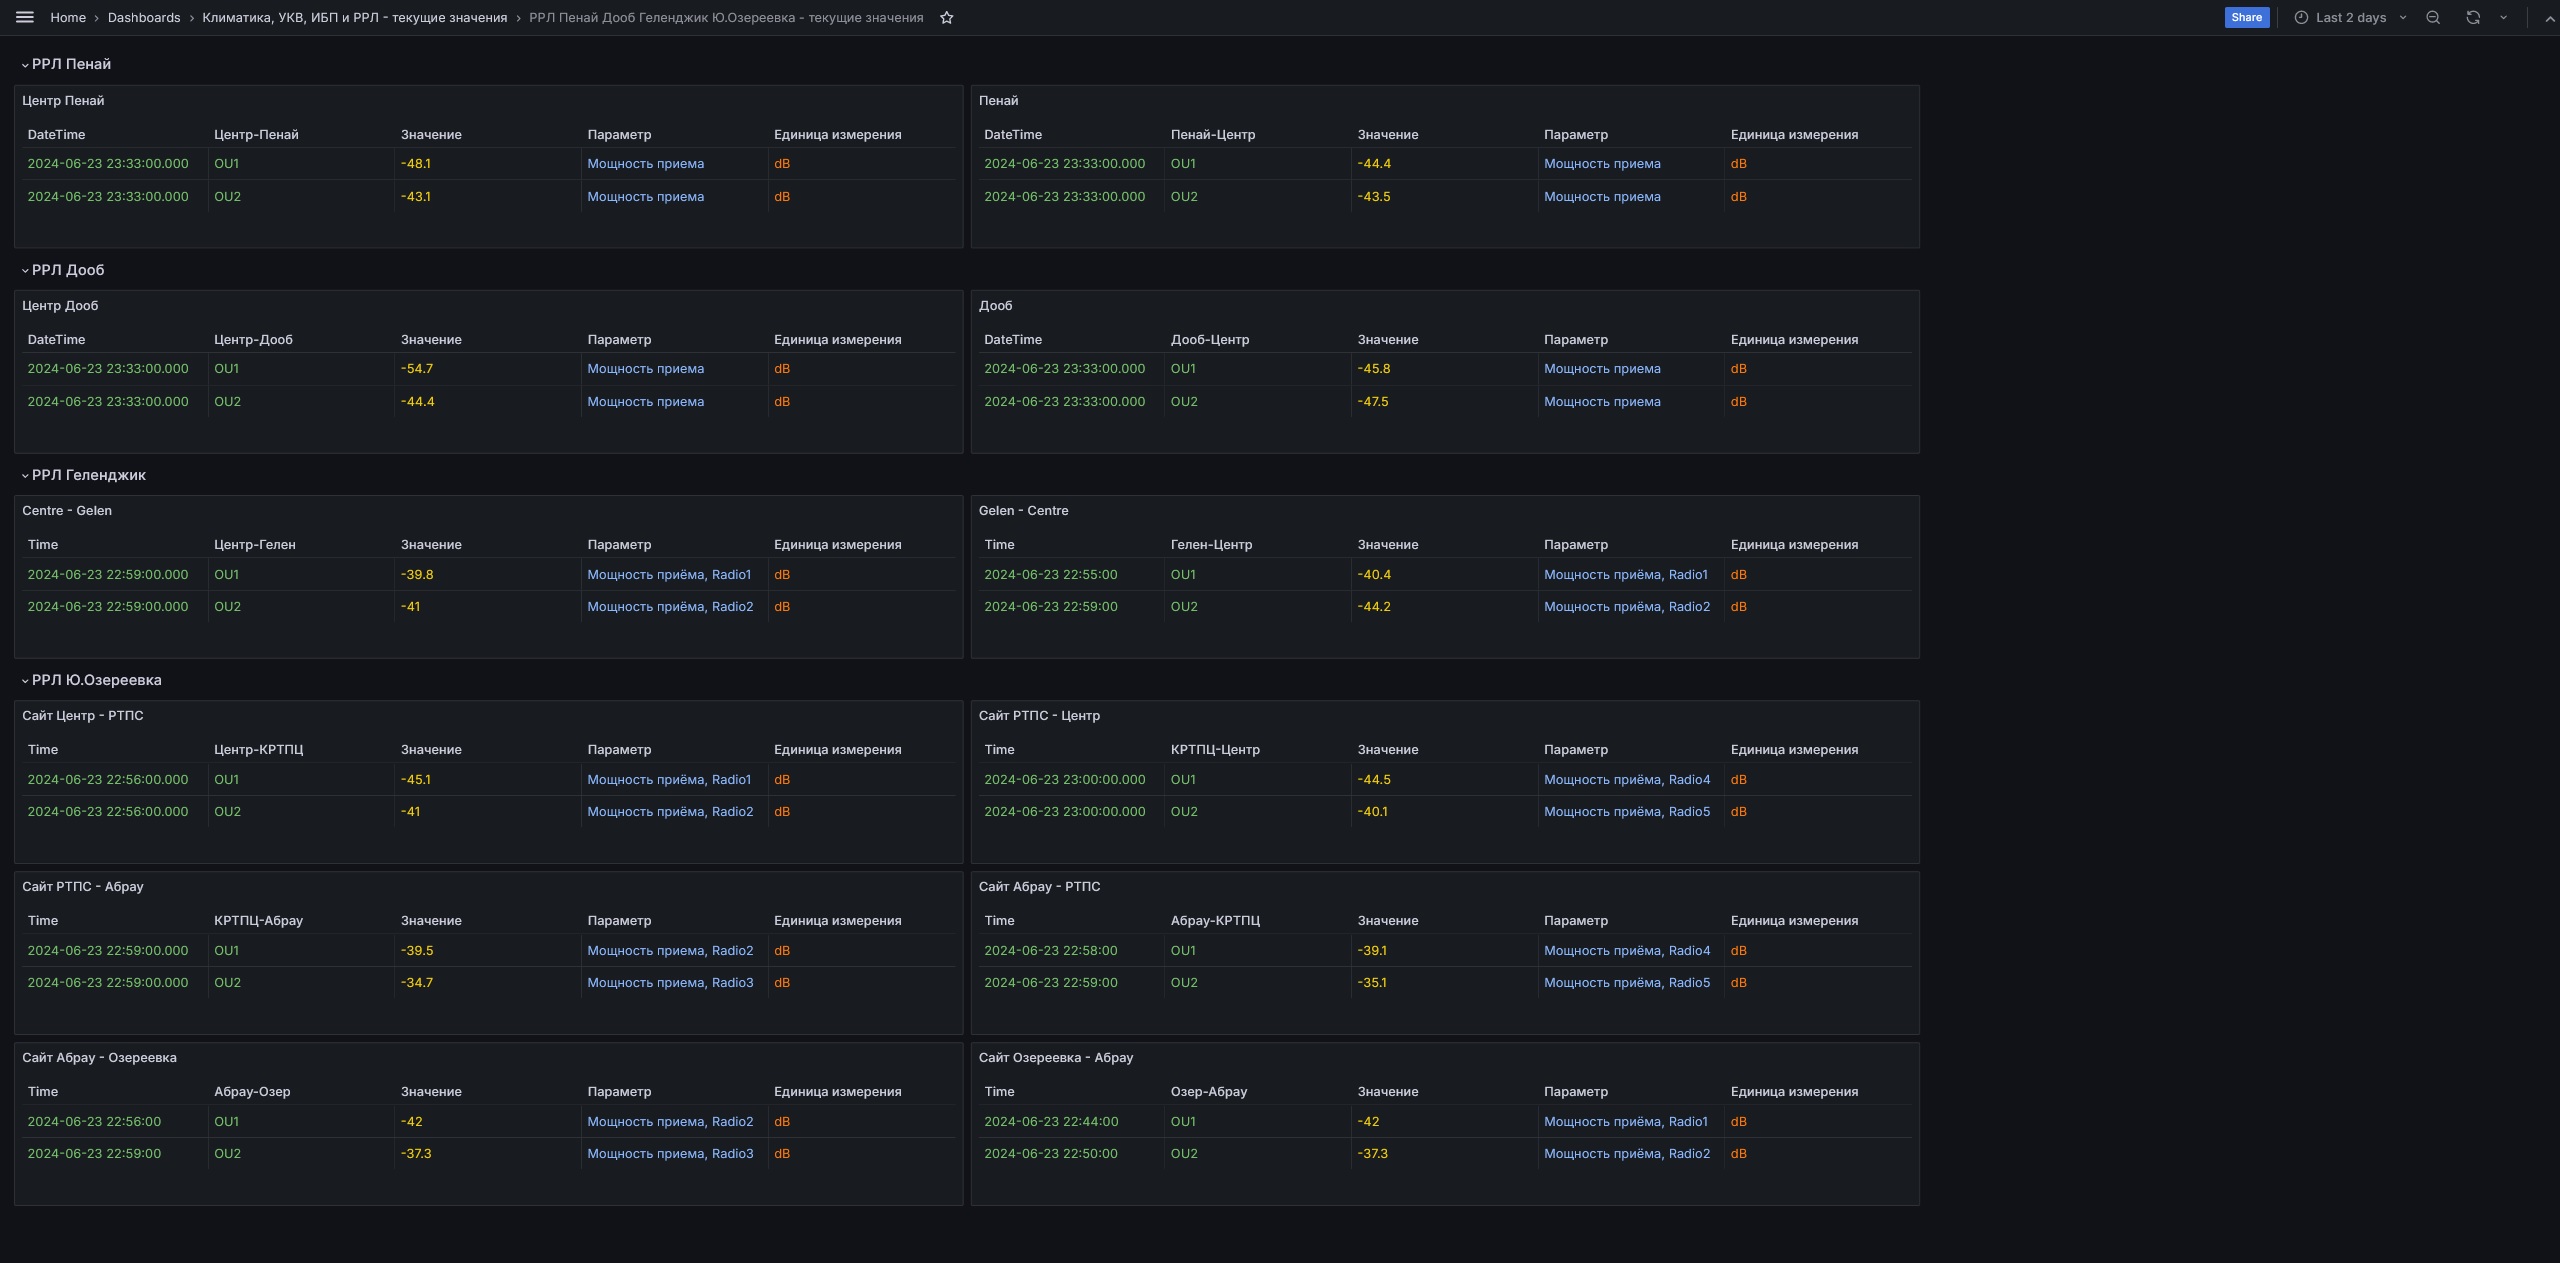 Home › Dashboards › Климатика, УКВ, ИБП и РРЛ - текущие значения › РРЛ Пенай Дооб Геленджик Ю.Озереевка - текущие значения Share Last 2 days
РРЛ Пенай
Центр Пенай
DateTime Центр-Пенай Значение Параметр Единица измерения
2024-06-23 23:33:00.000 OU1 -48.1 Мощность приема dB
2024-06-23 23:33:00.000 OU2 -43.1 Мощность приема dB
Пенай
DateTime Пенай-Центр Значение Параметр Единица измерения
2024-06-23 23:33:00.000 OU1 -44.4 Мощность приема dB
2024-06-23 23:33:00.000 OU2 -43.5 Мощность приема dB
РРЛ Дооб
Центр Дооб
DateTime Центр-Дооб Значение Параметр Единица измерения
2024-06-23 23:33:00.000 OU1 -54.7 Мощность приема dB
2024-06-23 23:33:00.000 OU2 -44.4 Мощность приема dB
Дооб
DateTime Дооб-Центр Значение Параметр Единица измерения
2024-06-23 23:33:00.000 OU1 -45.8 Мощность приема dB
2024-06-23 23:33:00.000 OU2 -47.5 Мощность приема dB
РРЛ Геленджик
Centre - Gelen
Time Центр-Гелен Значение Параметр Единица измерения
2024-06-23 22:59:00.000 OU1 -39.8 Мощность приёма, Radio1 dB
2024-06-23 22:59:00.000 OU2 -41 Мощность приёма, Radio2 dB
Gelen - Centre
Time Гелен-Центр Значение Параметр Единица измерения
2024-06-23 22:55:00 OU1 -40.4 Мощность приёма, Radio1 dB
2024-06-23 22:59:00 OU2 -44.2 Мощность приёма, Radio2 dB
РРЛ Ю.Озереевка
Сайт Центр - РТПС
Time Центр-КРТПЦ Значение Параметр Единица измерения
2024-06-23 22:56:00.000 OU1 -45.1 Мощность приёма, Radio1 dB
2024-06-23 22:56:00.000 OU2 -41 Мощность приёма, Radio2 dB
Сайт РТПС - Центр
Time КРТПЦ-Центр Значение Параметр Единица измерения
2024-06-23 23:00:00.000 OU1 -44.5 Мощность приёма, Radio4 dB
2024-06-23 23:00:00.000 OU2 -40.1 Мощность приёма, Radio5 dB
Сайт РТПС - Абрау
Time КРТПЦ-Абрау Значение Параметр Единица измерения
2024-06-23 22:59:00.000 OU1 -39.5 Мощность приема, Radio2 dB
2024-06-23 22:59:00.000 OU2 -34.7 Мощность приема, Radio3 dB
Сайт Абрау - РТПС
Time Абрау-КРТПЦ Значение Параметр Единица измерения
2024-06-23 22:58:00 OU1 -39.1 Мощность приёма, Radio4 dB
2024-06-23 22:59:00 OU2 -35.1 Мощность приёма, Radio5 dB
Сайт Абрау - Озереевка
Time Абрау-Озер Значение Параметр Единица измерения
2024-06-23 22:56:00 OU1 -42 Мощность приема, Radio2 dB
2024-06-23 22:59:00 OU2 -37.3 Мощность приема, Radio3 dB
Сайт Озереевка - Абрау
Time Озер-Абрау Значение Параметр Единица измерения
2024-06-23 22:44:00 OU1 -42 Мощность приёма, Radio1 dB
2024-06-23 22:50:00 OU2 -37.3 Мощность приёма, Radio2 dB